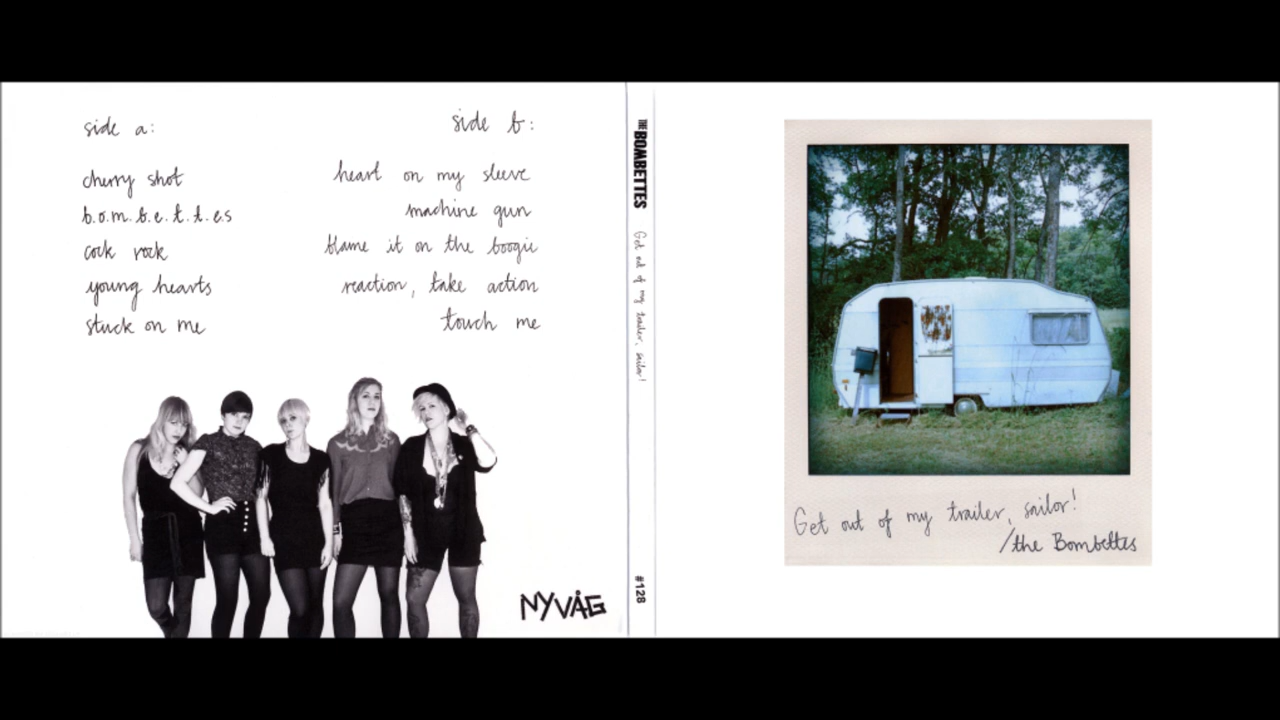 side a:
cherry shot
b.o.m.b.e.t.t.e.s
cock rock
young hearts
stuck on me
side b:
heart on my sleeve
machine gun
blame it on the boogie
reaction, take action
touch me
NYVÅG
THE BOMBETTES Get out of my trailer, sailor! #128
Get out of my trailer, sailor!
/the Bombettes